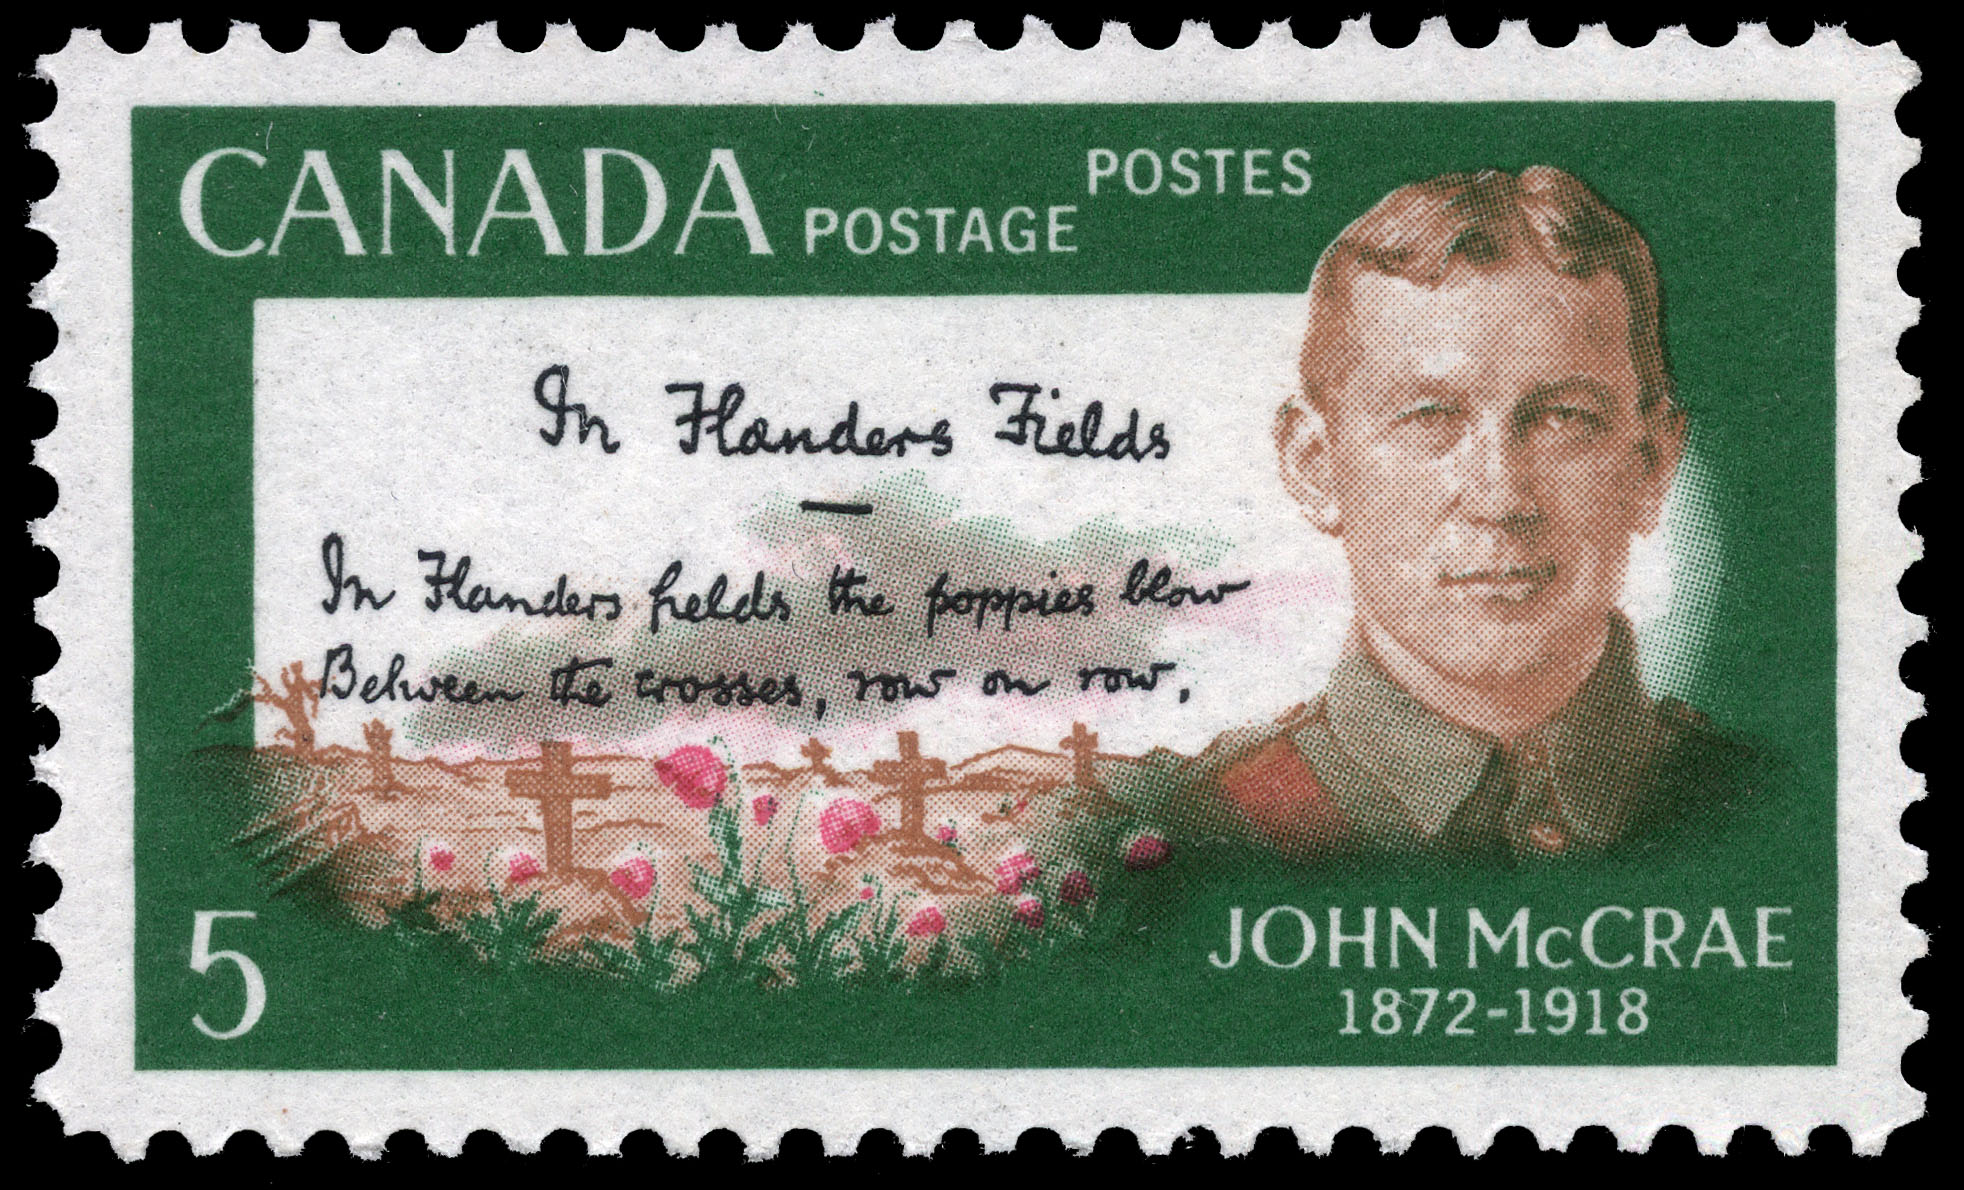 CANADA POSTAGE POSTES
In Flanders Fields
—
In Flanders fields the poppies blow
Between the crosses, row on row,
5
JOHN McCRAE
1872-1918